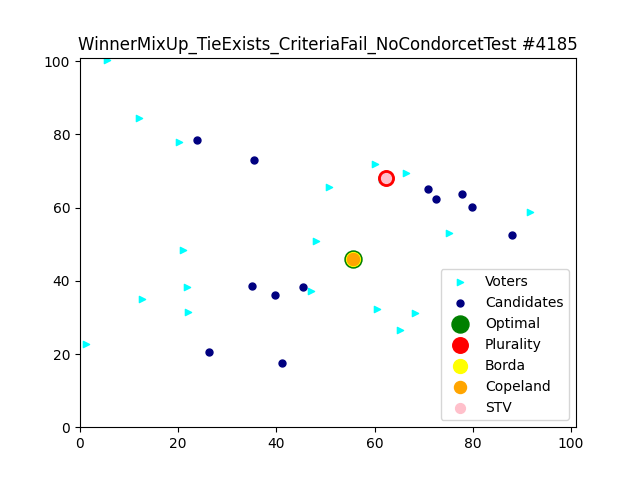 WinnerMixUp_TieExists_CriteriaFail_NoCondorcetTest #4185
100
80
60
40
20
0
0
20
40
60
80
100
Voters
Candidates
Optimal
Plurality
Borda
Copeland
STV